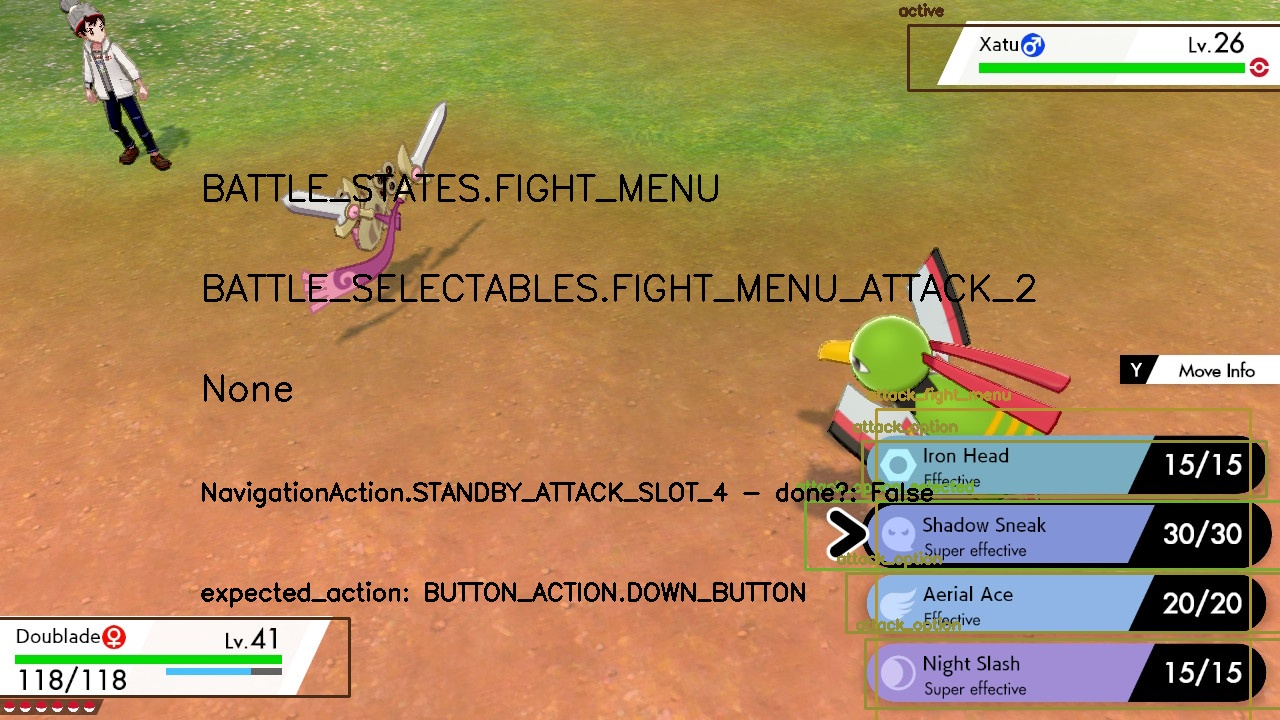 active
Xatu Lv.26
BATTLE_STATES.FIGHT_MENU
BATTLE_SELECTABLES.FIGHT_MENU_ATTACK_2
Y Move Info
None
attack_fight_menu
attack_option
Iron Head 15/15
Effective
NavigationAction.STANDBY_ATTACK_SLOT_4 - done?: False
Shadow Sneak 30/30
Super effective
attack_option
expected_action: BUTTON_ACTION.DOWN_BUTTON
Aerial Ace 20/20
Effective
attack_option
Doublade Lv.41
118/118
Night Slash 15/15
Super effective